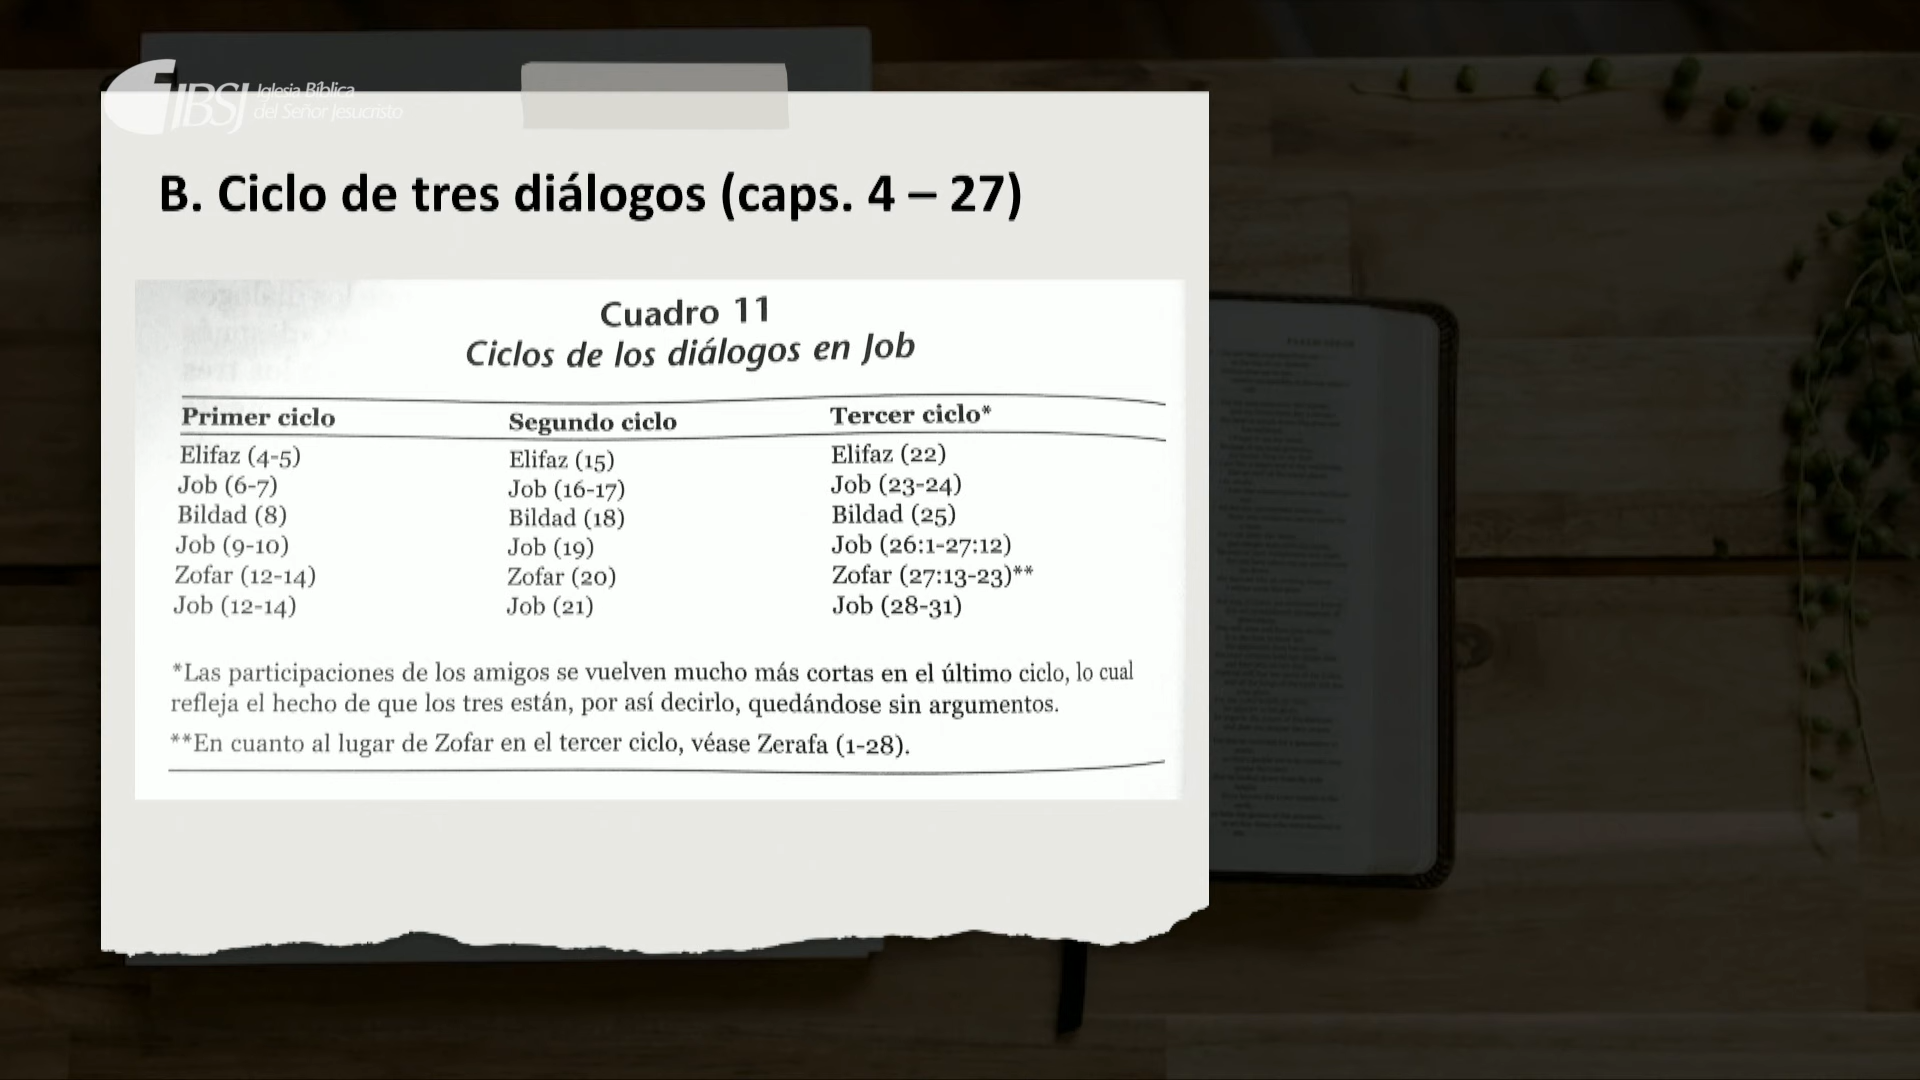 IBSJ Iglesia Bíblica
del Señor Jesucristo
B. Ciclo de tres diálogos (caps. 4 – 27)
Cuadro 11
Ciclos de los diálogos en Job
Primer ciclo Segundo ciclo Tercer ciclo*
Elifaz (4-5) Elifaz (15) Elifaz (22)
Job (6-7) Job (16-17) Job (23-24)
Bildad (8) Bildad (18) Bildad (25)
Job (9-10) Job (19) Job (26:1-27:12)
Zofar (12-14) Zofar (20) Zofar (27:13-23)**
Job (12-14) Job (21) Job (28-31)
*Las participaciones de los amigos se vuelven mucho más cortas en el último ciclo, lo cual
refleja el hecho de que los tres están, por así decirlo, quedándose sin argumentos.
**En cuanto al lugar de Zofar en el tercer ciclo, véase Zerafa (1-28).